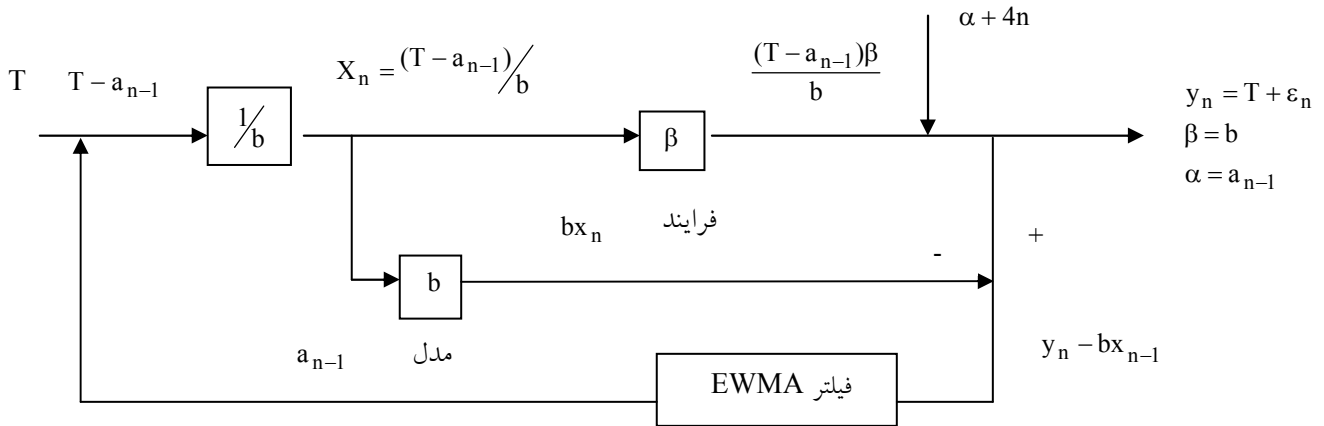 α + 4n
T
T − a_{n−1}
1/b
X_n = (T − a_{n−1})/b
β
(T − a_{n−1})β / b
y_n = T + ε_n
β = b
α = a_{n−1}
فرایند
bx_n
+
-
b
مدل
a_{n−1}
y_n − bx_{n−1}
فیلتر EWMA